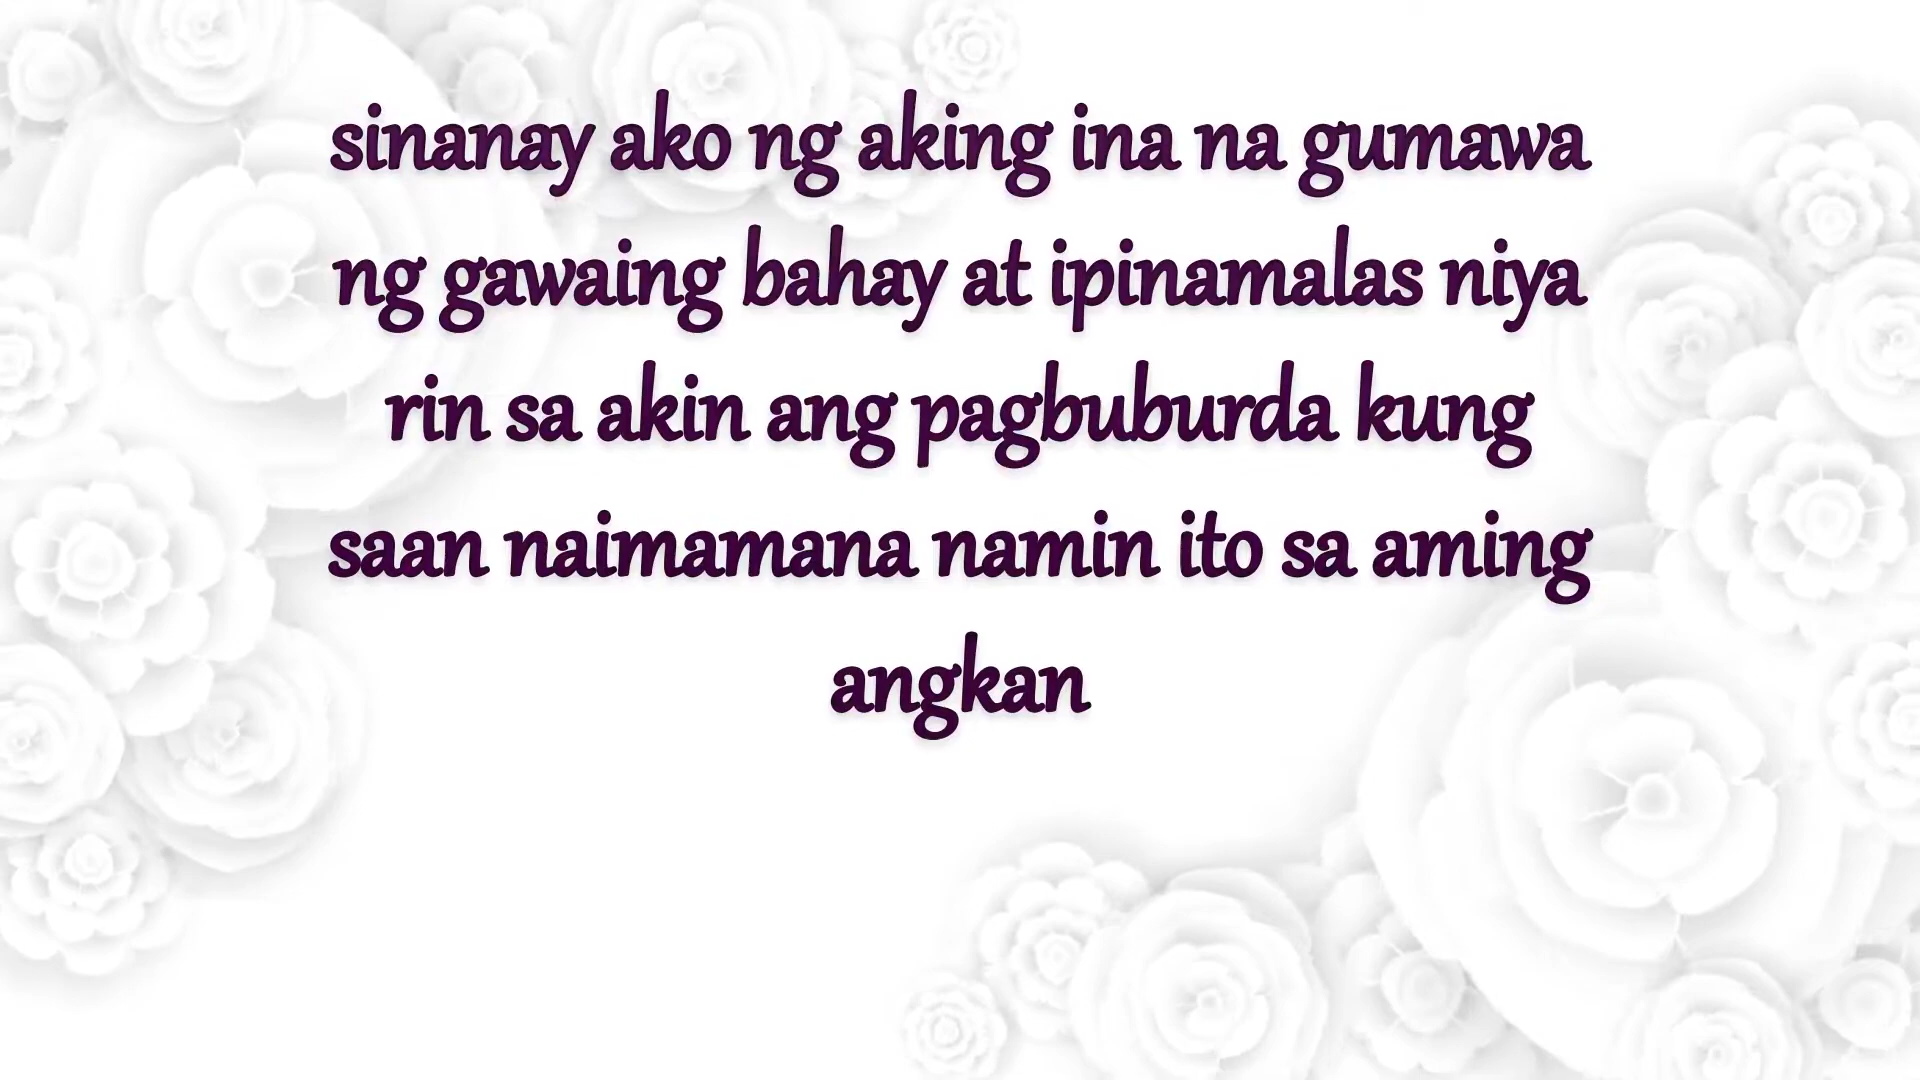 sinanay ako ng aking ina na gumawa
ng gawaing bahay at ipinamalas niya
rin sa akin ang pagbuburda kung
saan naimamana namin ito sa aming
angkan